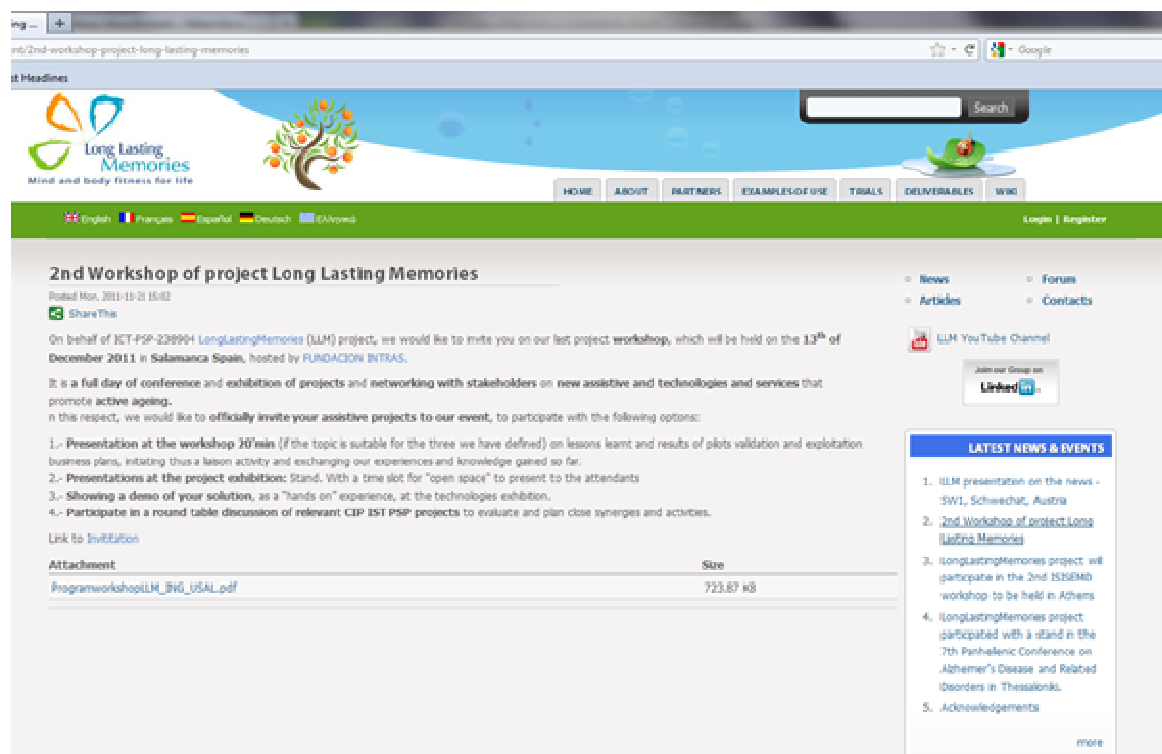 ing ...
+
nt/2nd-workshop-project-long-lasting-memories
Google
st Headlines
Search
Long Lasting
Memories
Mind and body fitness for life
HOME ABOUT PARTNERS EXAMPLES OF USE TRIALS DELIVERABLES WIKI
English Français Español Deutsch Ελληνικά
Login | Register
2nd Workshop of project Long Lasting Memories
Posted Mon, 2011-11-21 15:02
ShareThis
News
Forum
Articles
Contacts
On behalf of ICT-PSP-238904 LongLastingMemories (LLM) project, we would like to invite you on our last project workshop, which will be held on the 13th of
December 2011 in Salamanca Spain, hosted by FUNDACION INTRAS.
It is a full day of conference and exhibition of projects and networking with stakeholders on new assistive and technologies and services that
promote active ageing.
n this respect, we would like to officially invite your assistive projects to our event, to participate with the following options:
1.- Presentation at the workshop 20'min (if the topic is suitable for the three we have defined) on lessons learnt and results of pilots validation and exploitation
business plans, initiating thus a liaison activity and exchanging our experiences and knowledge gained so far.
2.- Presentations at the project exhibition: Stand. With a time slot for "open space" to present to the attendants
3.- Showing a demo of your solution, as a "hands on" experience, at the technologies exhibition.
4.- Participate in a round table discussion of relevant CIP IST PSP projects to evaluate and plan close synergies and activities.
Link to Invitation
Attachment Size
ProgramworkshopLLM_ING_USAL.pdf 723.87 KB
LLM YouTube Channel
Join our Group on
Linked in
LATEST NEWS & EVENTS
1. LLM presentation on the news -
SW1, Schwechat, Austria
2. 2nd Workshop of project Long
Lasting Memories
3. LongLastingMemories project will
participate in the 2nd ISISEMD
workshop to be held in Athens
4. LongLastingMemories project
participated with a stand in the
7th Panhellenic Conference on
Alzheimer's Disease and Related
Disorders in Thessaloniki.
5. Acknowledgements
more